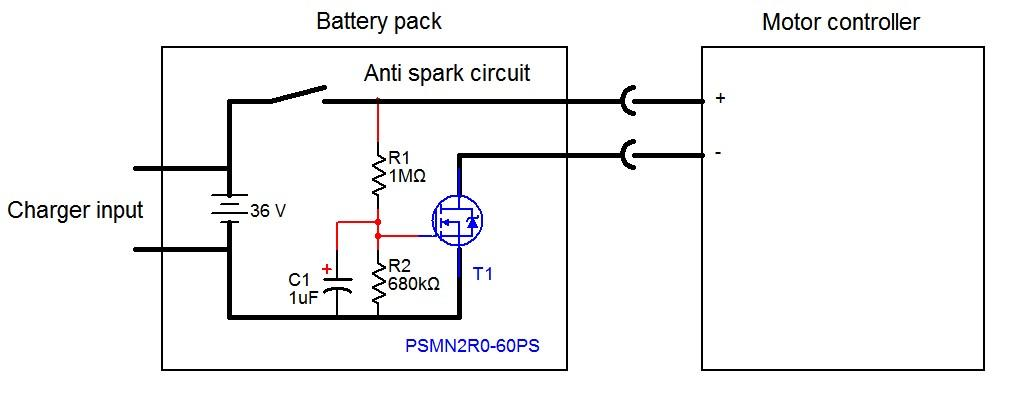 Battery pack
Motor controller
Anti spark circuit
+
-
R1
1MΩ
Charger input
36 V
R2
680kΩ
+
C1
1uF
T1
PSMN2R0-60PS